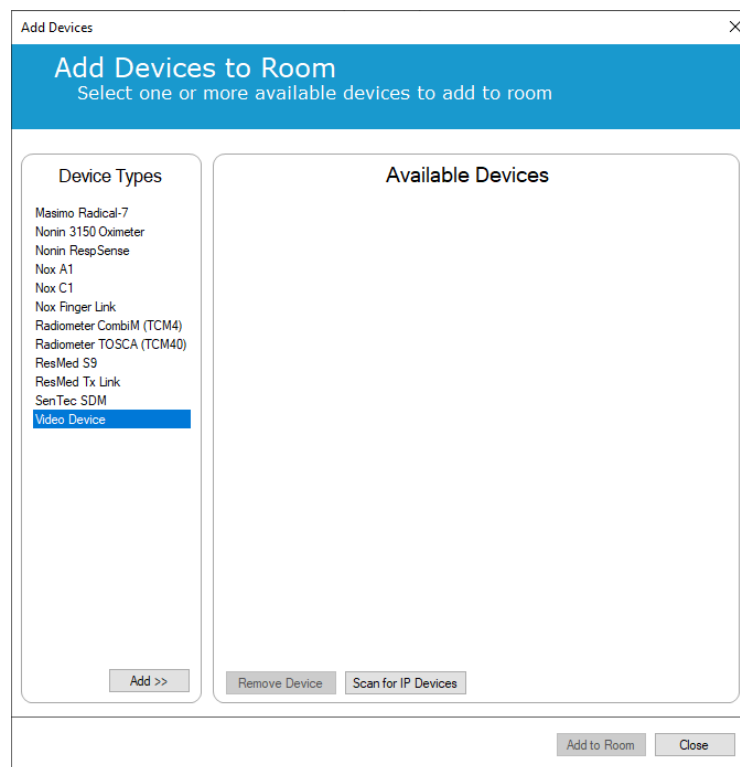 Add Devices
Add Devices to Room
Select one or more available devices to add to room
Device Types
Masimo Radical-7
Nonin 3150 Oximeter
Nonin RespSense
Nox A1
Nox C1
Nox Finger Link
Radiometer CombiM (TCM4)
Radiometer TOSCA (TCM40)
ResMed S9
ResMed Tx Link
SenTec SDM
Video Device
Add >>
Available Devices
Remove Device
Scan for IP Devices
Add to Room
Close